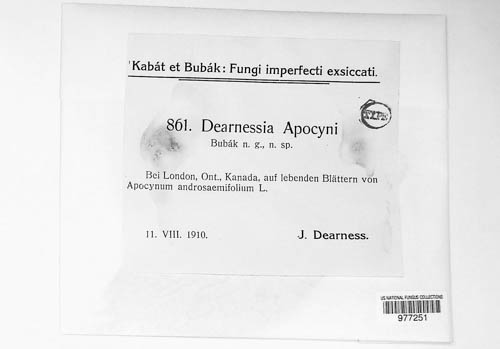 Kabát et Bubák: Fungi imperfecti exsiccati.
TYPE
861. Dearnessia Apocyni
Bubák n. g., n. sp.
Bei London, Ont., Kanada, auf lebenden Blättern von
Apocynum androsaemifolium L.
11. VIII. 1910. J. Dearness.
US NATIONAL FUNGUS COLLECTIONS
977251